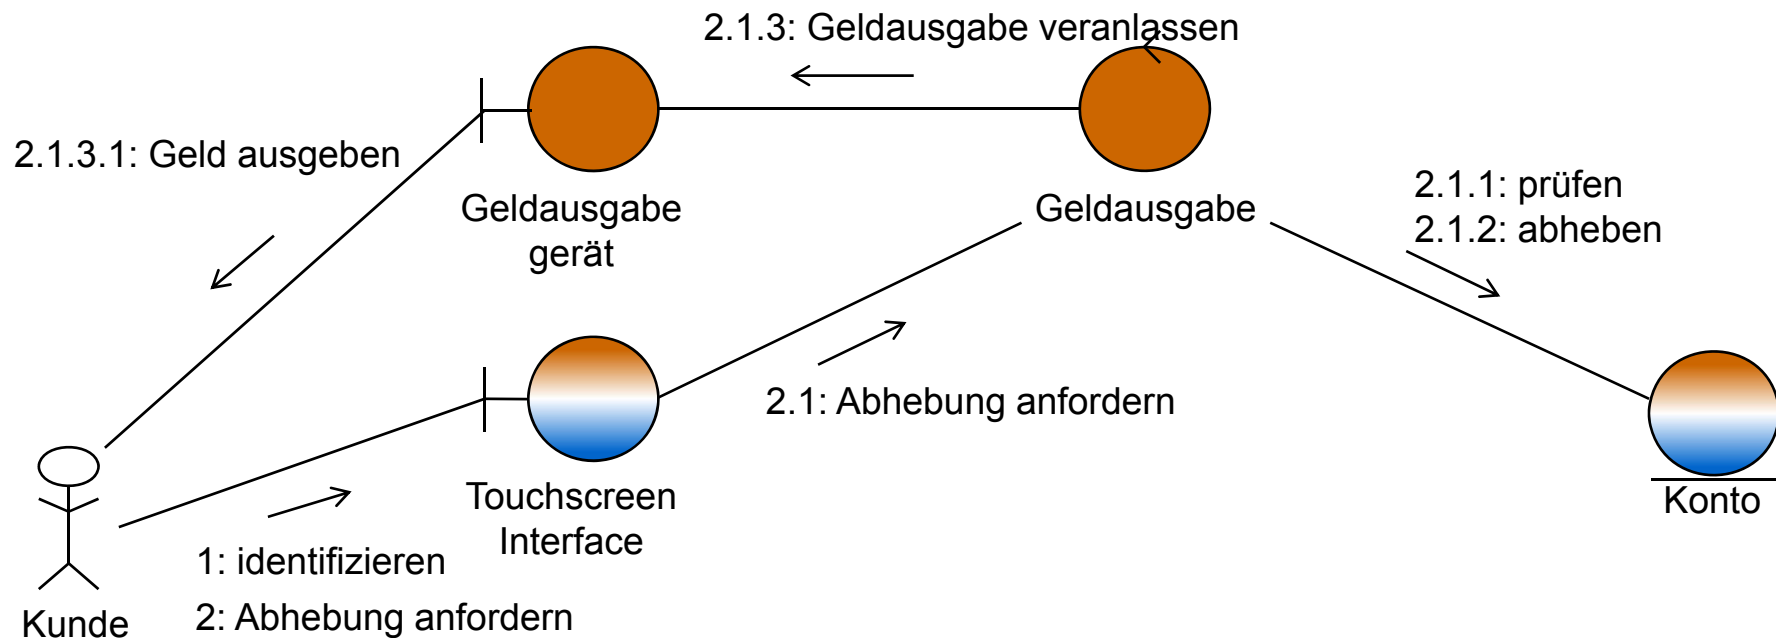 2.1.3: Geldausgabe veranlassen
2.1.3.1: Geld ausgeben
Geldausgabe
gerät
Geldausgabe
2.1.1: prüfen
2.1.2: abheben
2.1: Abhebung anfordern
Touchscreen
Interface
Konto
1: identifizieren
2: Abhebung anfordern
Kunde